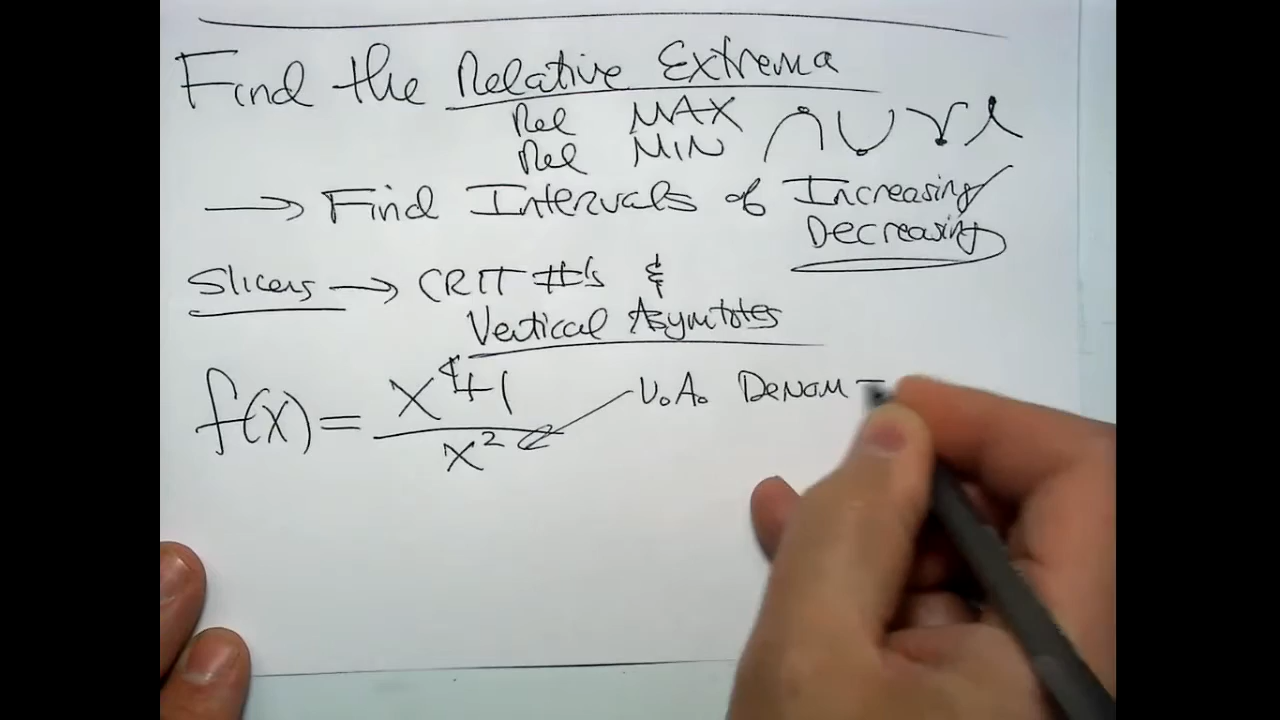 Find the Relative Extrema
Rel MAX
Rel MIN
→ Find Intervals of Increasing/
Decreasing
Slicers → CRIT #'s &
Vertical Asymtotes
f(x) = x⁴+1
x² V.A. Denom =